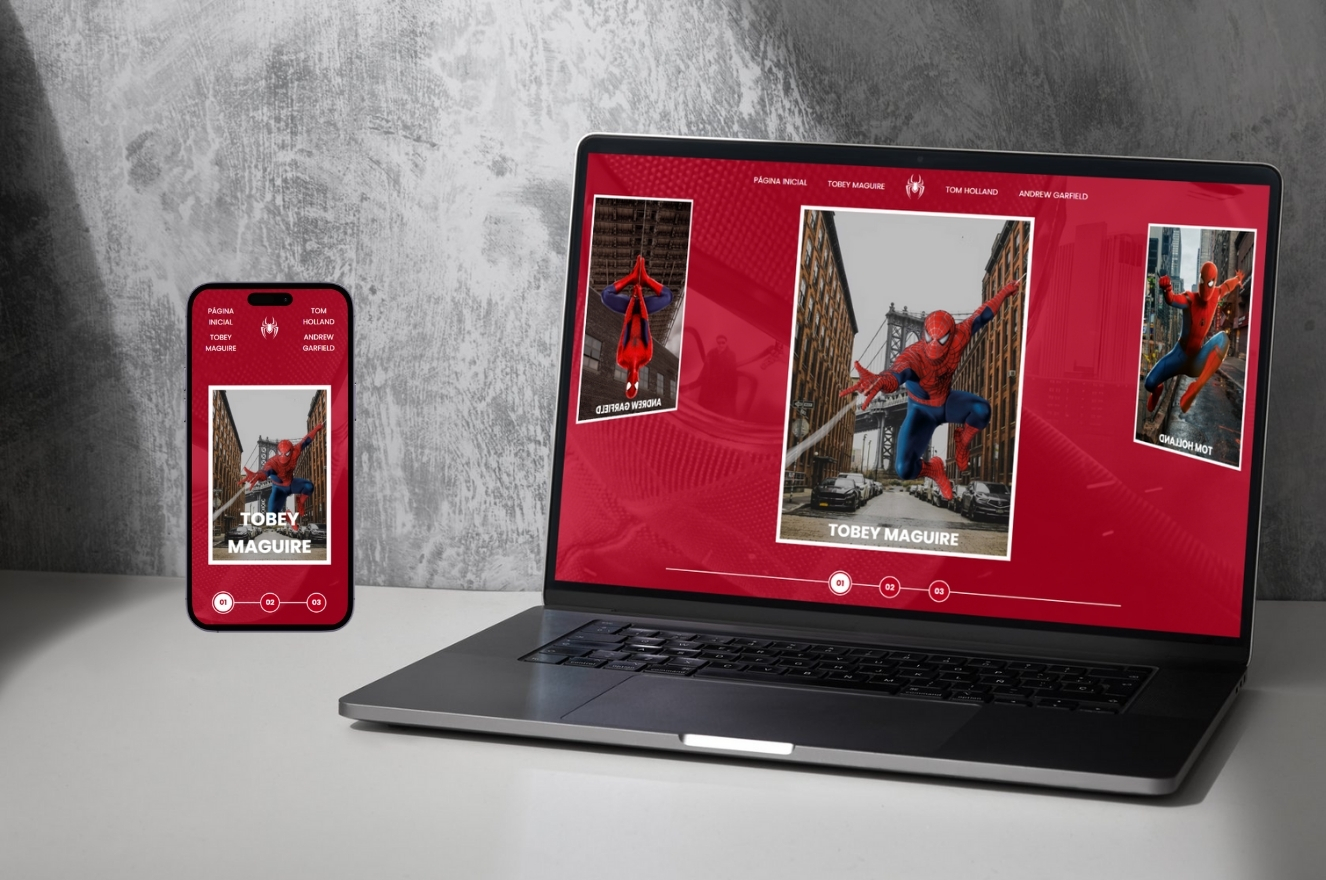 PÁGINA
INICIAL
TOBEY
MAGUIRE
TOM
HOLLAND
ANDREW
GARFIELD
TOBEY
MAGUIRE
01 02 03
PÁGINA INICIAL TOBEY MAGUIRE TOM HOLLAND ANDREW GARFIELD
ANDREW GARFIELD
TOBEY MAGUIRE
TOM HOLLAND
01 02 03